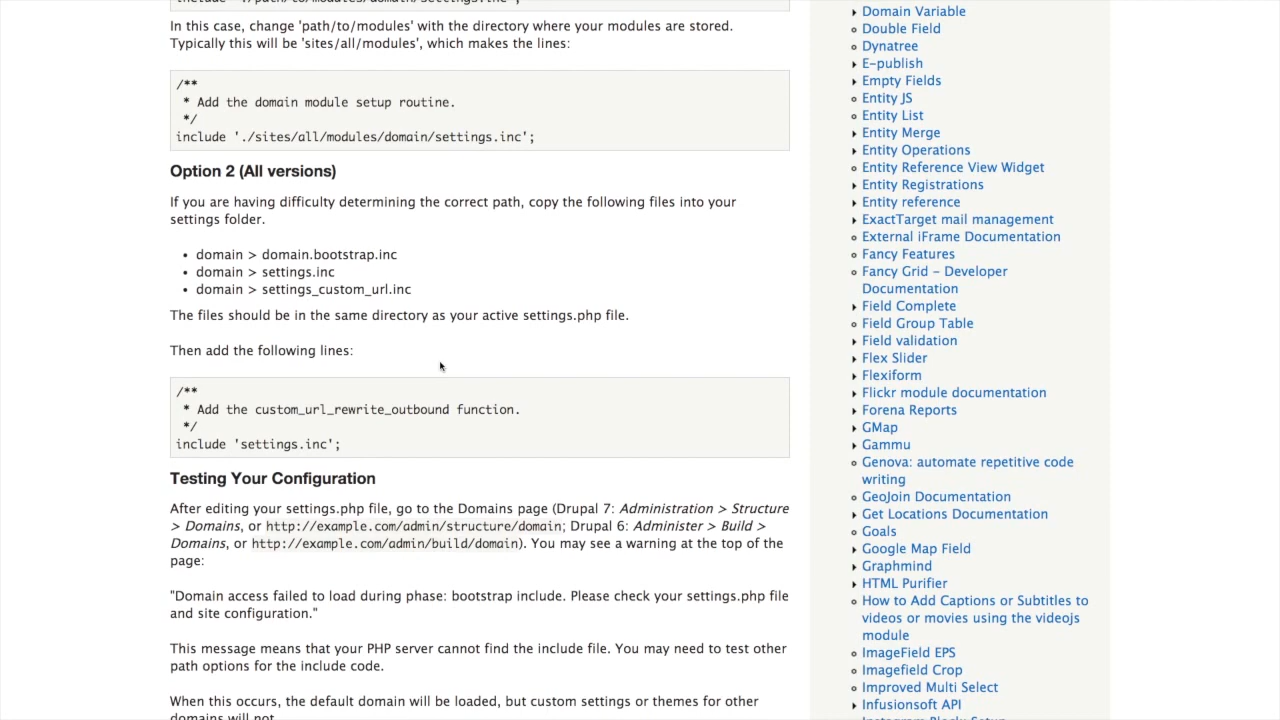 include './path/to/modules/domain/settings.inc';
In this case, change 'path/to/modules' with the directory where your modules are stored.
Typically this will be 'sites/all/modules', which makes the lines:
/**
* Add the domain module setup routine.
*/
include './sites/all/modules/domain/settings.inc';
Option 2 (All versions)
If you are having difficulty determining the correct path, copy the following files into your
settings folder.
• domain > domain.bootstrap.inc
• domain > settings.inc
• domain > settings_custom_url.inc
The files should be in the same directory as your active settings.php file.
Then add the following lines:
/**
* Add the custom_url_rewrite_outbound function.
*/
include 'settings.inc';
Testing Your Configuration
After editing your settings.php file, go to the Domains page (Drupal 7: Administration > Structure
> Domains, or http://example.com/admin/structure/domain; Drupal 6: Administer > Build >
Domains, or http://example.com/admin/build/domain). You may see a warning at the top of the
page:
"Domain access failed to load during phase: bootstrap include. Please check your settings.php file
and site configuration."
This message means that your PHP server cannot find the include file. You may need to test other
path options for the include code.
When this occurs, the default domain will be loaded, but custom settings or themes for other
domains will not.
Domain Variable
Double Field
Dynatree
E-publish
Empty Fields
Entity JS
Entity List
Entity Merge
Entity Operations
Entity Reference View Widget
Entity Registrations
Entity reference
ExactTarget mail management
External iFrame Documentation
Fancy Features
Fancy Grid – Developer
Documentation
Field Complete
Field Group Table
Field validation
Flex Slider
Flexiform
Flickr module documentation
Forena Reports
GMap
Gammu
Genova: automate repetitive code
writing
GeoJoin Documentation
Get Locations Documentation
Goals
Google Map Field
Graphmind
HTML Purifier
How to Add Captions or Subtitles to
videos or movies using the videojs
module
ImageField EPS
Imagefield Crop
Improved Multi Select
Infusionsoft API